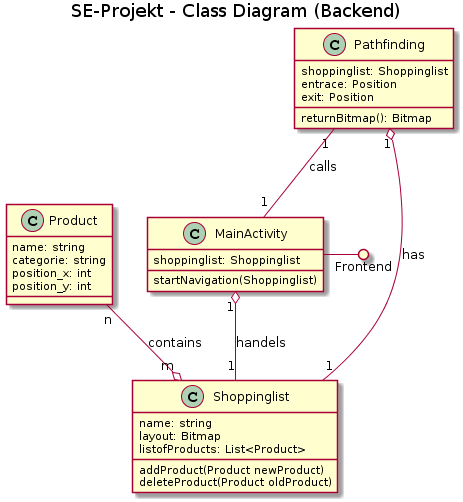 SE-Projekt - Class Diagram (Backend)
C Pathfinding
shoppinglist: Shoppinglist
entrace: Position
exit: Position
returnBitmap(): Bitmap
1
1
calls
1
C Product
name: string
categorie: string
position_x: int
position_y: int
C MainActivity
shoppinglist: Shoppinglist
startNavigation(Shoppinglist)
Frontend
has
n
1
contains
handels
m
1
1
C Shoppinglist
name: string
layout: Bitmap
listofProducts: List<Product>
addProduct(Product newProduct)
deleteProduct(Product oldProduct)